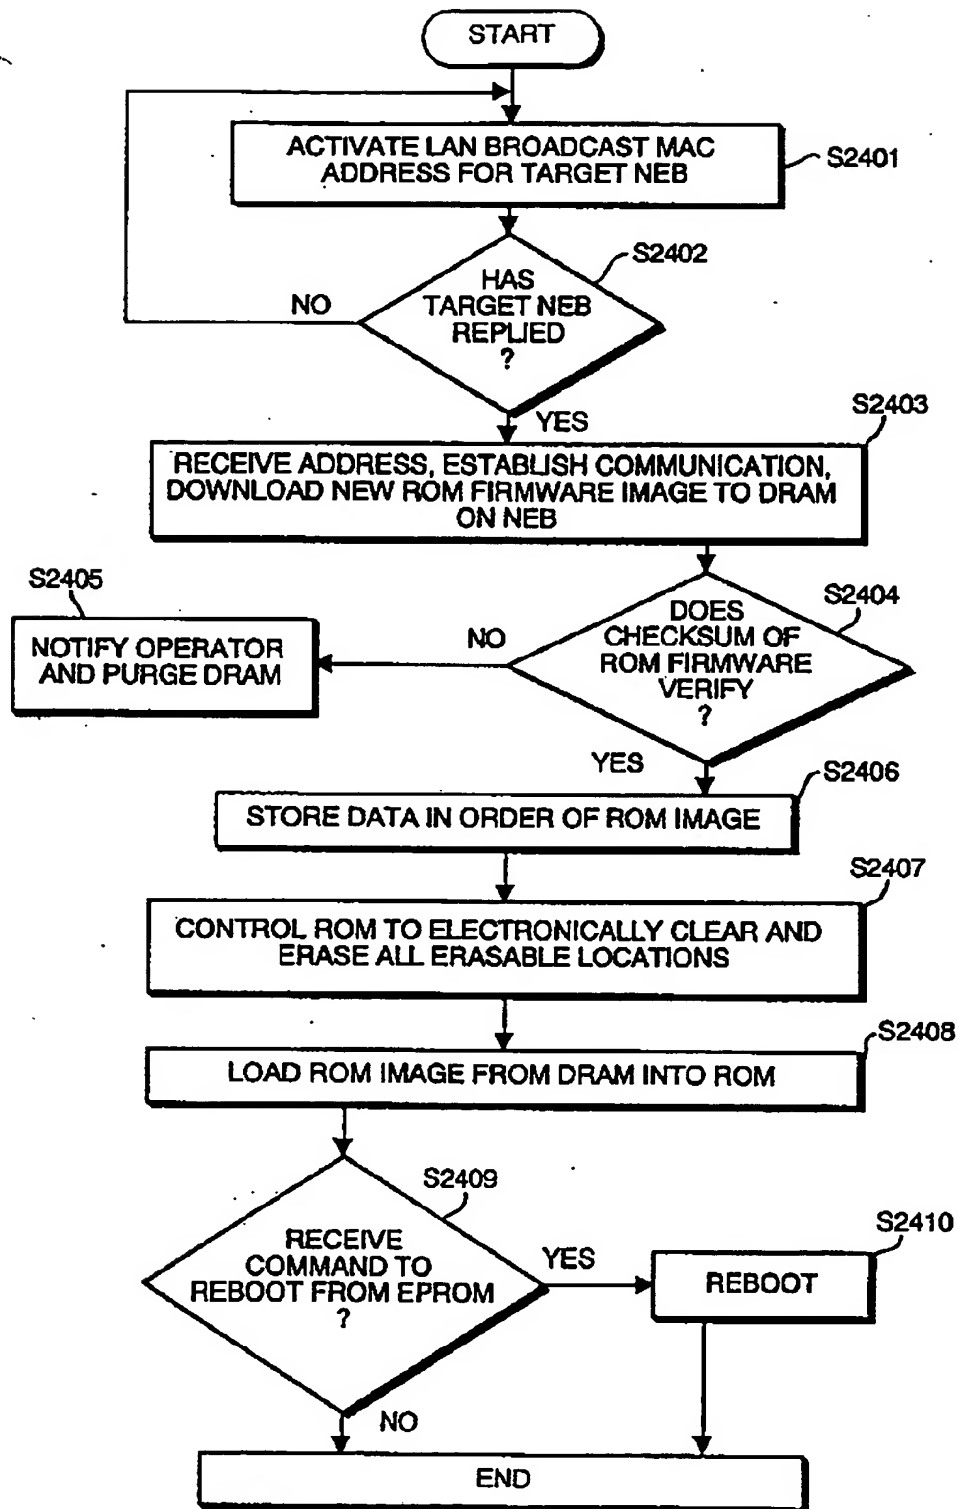 START
ACTIVATE LAN BROADCAST MAC
ADDRESS FOR TARGET NEB
S2401
S2402
HAS
TARGET NEB
REPLIED
?
NO
YES
S2403
RECEIVE ADDRESS, ESTABLISH COMMUNICATION,
DOWNLOAD NEW ROM FIRMWARE IMAGE TO DRAM
ON NEB
S2405
NOTIFY OPERATOR
AND PURGE DRAM
NO
S2404
DOES
CHECKSUM OF
ROM FIRMWARE
VERIFY
?
YES
S2406
STORE DATA IN ORDER OF ROM IMAGE
S2407
CONTROL ROM TO ELECTRONICALLY CLEAR AND
ERASE ALL ERASABLE LOCATIONS
S2408
LOAD ROM IMAGE FROM DRAM INTO ROM
S2409
RECEIVE
COMMAND TO
REBOOT FROM EPROM
?
YES
S2410
REBOOT
NO
END